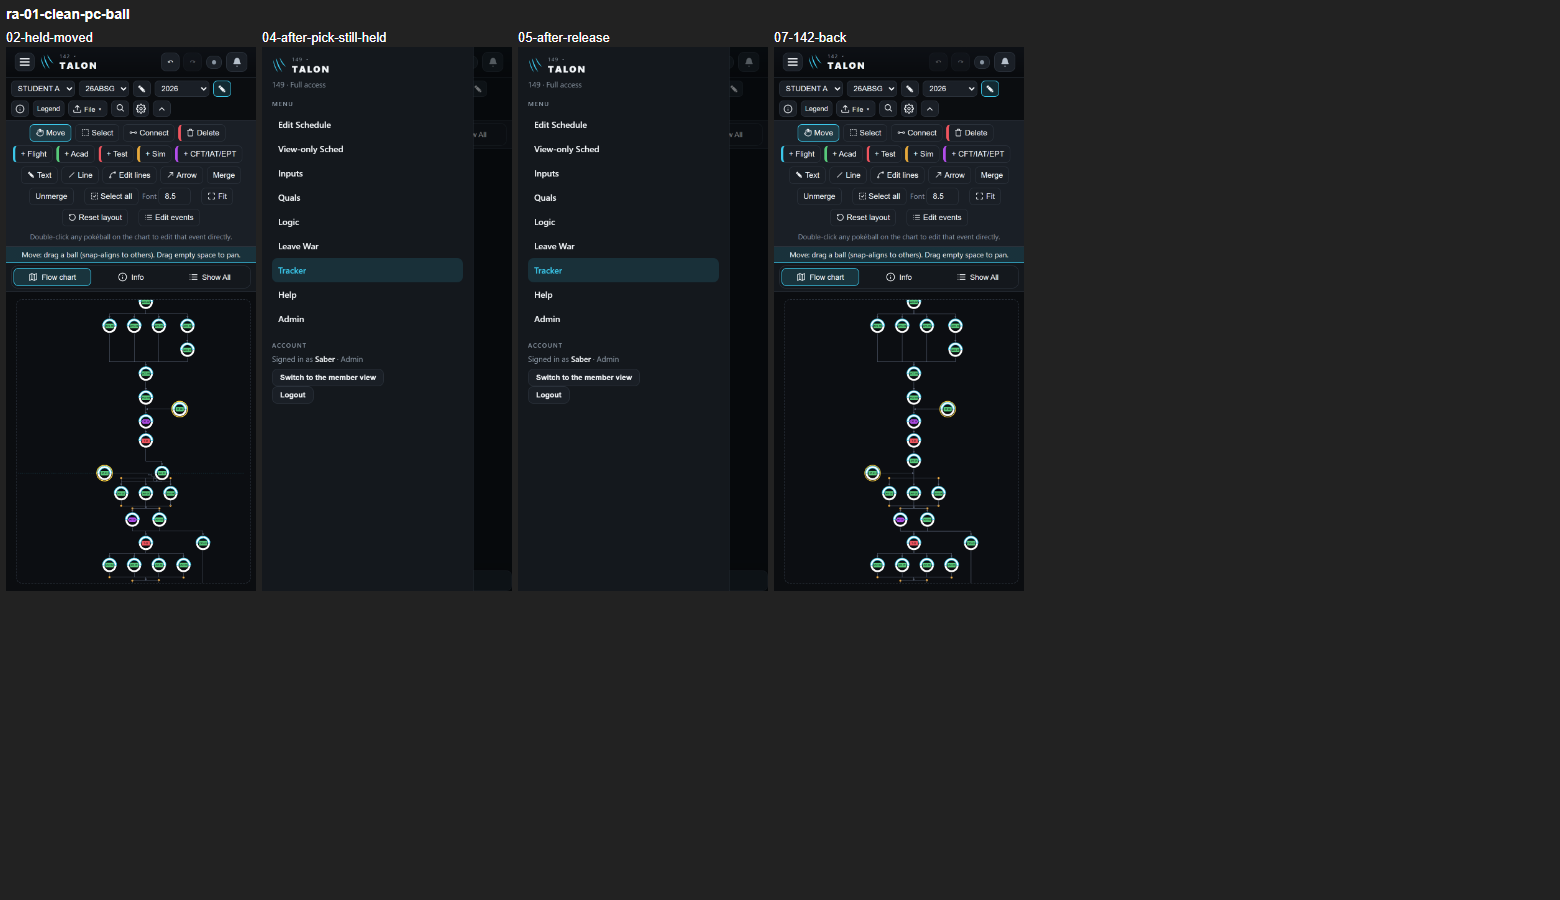 ra-01-clean-pc-ball
02-held-moved
147 -
TALON
STUDENT A 26ABSG 2026
Legend File
Move Select Connect Delete
+ Flight + Acad + Test + Sim + CFT/IAT/EPT
Text Line Edit lines Arrow Merge
Unmerge Select all Font 8.5 Fit
Reset layout Edit events
Double-click any pokéball on the chart to edit that event directly.
Move: drag a ball (snap-aligns to others). Drag empty space to pan.
Flow chart Info Show All
04-after-pick-still-held
149 -
TALON
149 · Full access
MENU
Edit Schedule
View-only Sched
Inputs
Quals
Logic
Leave War
Tracker
Help
Admin
ACCOUNT
Signed in as Saber · Admin
Switch to the member view
Logout
w All
05-after-release
149 -
TALON
149 · Full access
MENU
Edit Schedule
View-only Sched
Inputs
Quals
Logic
Leave War
Tracker
Help
Admin
ACCOUNT
Signed in as Saber · Admin
Switch to the member view
Logout
w All
07-142-back
TALON
STUDENT A 26ABSG 2026
Legend File
Move Select Connect Delete
+ Flight + Acad + Test + Sim + CFT/IAT/EPT
Text Line Edit lines Arrow Merge
Unmerge Select all Font 8.5 Fit
Reset layout Edit events
Double-click any pokéball on the chart to edit that event directly.
Move: drag a ball (snap-aligns to others). Drag empty space to pan.
Flow chart Info Show All